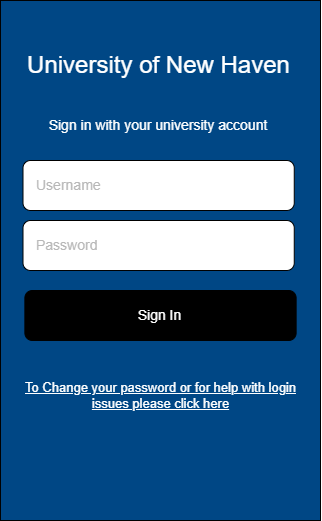 University of New Haven
Sign in with your university account
Username
Password
Sign In
To Change your password or for help with login
issues please click here